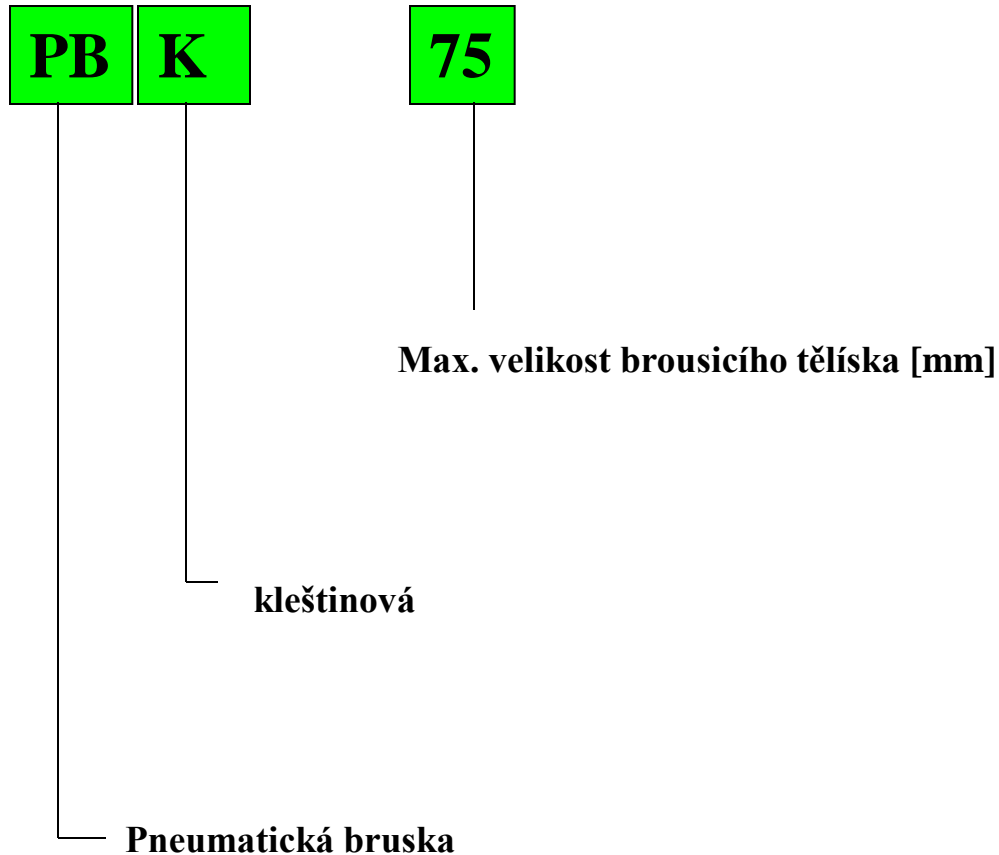 PB K 75
Max. velikost brousicího tělíska [mm]
kleštinová
Pneumatická bruska